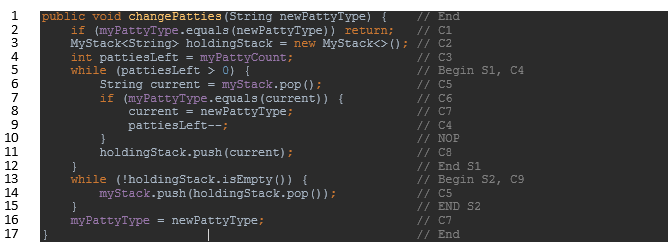 1 public void changePatties(String newPattyType) { // End
2 if (myPattyType.equals(newPattyType)) return; // C1
3 MyStack<String> holdingStack = new MyStack<>(); // C2
4 int pattiesLeft = myPattyCount; // C3
5 while (pattiesLeft > 0) { // Begin S1, C4
6 String current = myStack.pop(); // C5
7 if (myPattyType.equals(current)) { // C6
8 current = newPattyType; // C7
9 pattiesLeft--; // C4
10 } // NOP
11 holdingStack.push(current); // C8
12 } // End S1
13 while (!holdingStack.isEmpty()) { // Begin S2, C9
14 myStack.push(holdingStack.pop()); // C5
15 } // END S2
16 myPattyType = newPattyType; // C7
17 } // End